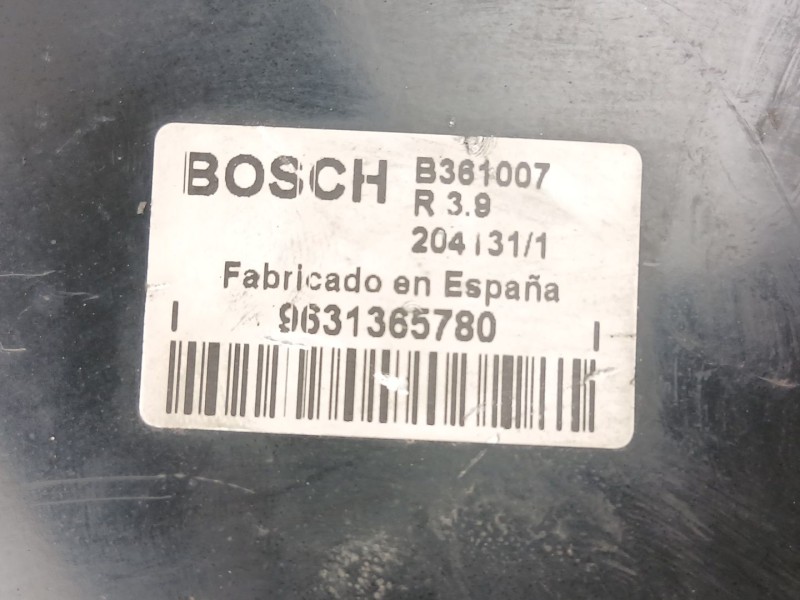 BOSCH B361007
R 3.9
204131/1
Fabricado en España
9631365780